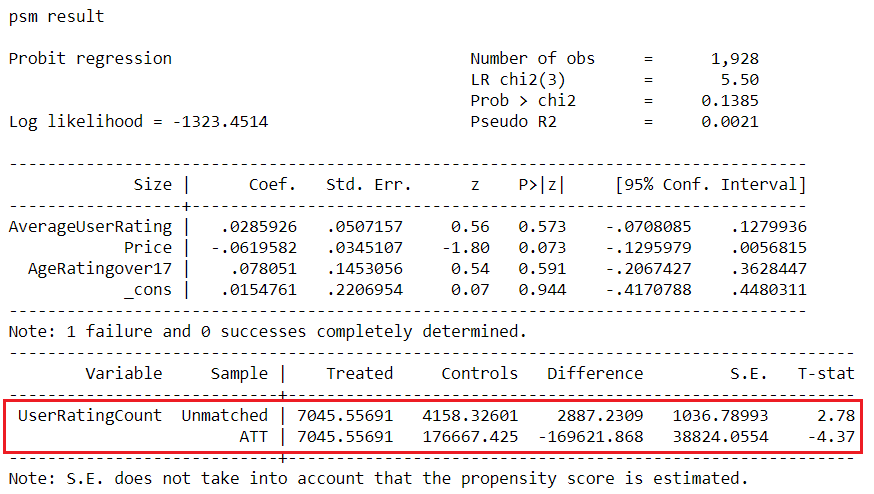 psm result
Probit regression Number of obs = 1,928
LR chi2(3) = 5.50
Prob > chi2 = 0.1385
Log likelihood = -1323.4514 Pseudo R2 = 0.0021
Size | Coef. Std. Err. z P>|z| [95% Conf. Interval]
AverageUserRating | .0285926 .0507157 0.56 0.573 -.0708085 .1279936
Price | -.0619582 .0345107 -1.80 0.073 -.1295979 .0056815
AgeRatingover17 | .078051 .1453056 0.54 0.591 -.2067427 .3628447
_cons | .0154761 .2206954 0.07 0.944 -.4170788 .4480311
Note: 1 failure and 0 successes completely determined.
Variable Sample | Treated Controls Difference S.E. T-stat
UserRatingCount Unmatched | 7045.55691 4158.32601 2887.2309 1036.78993 2.78
ATT | 7045.55691 176667.425 -169621.868 38824.0554 -4.37
Note: S.E. does not take into account that the propensity score is estimated.